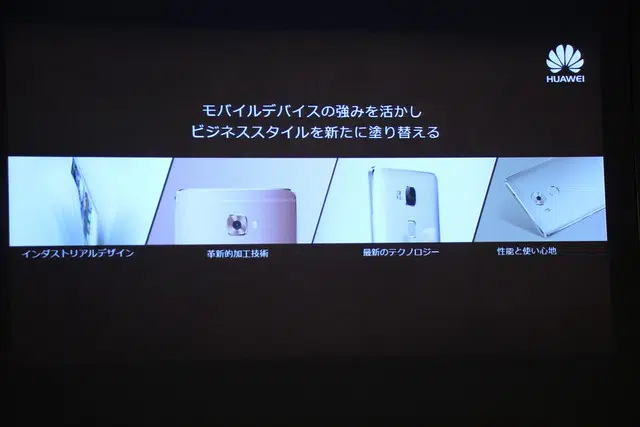 HUAWEI
モバイルデバイスの強みを活かし
ビジネススタイルを新たに塗り替える
インダストリアルデザイン
革新的加工技術
最新のテクノロジー
性能と使い心地